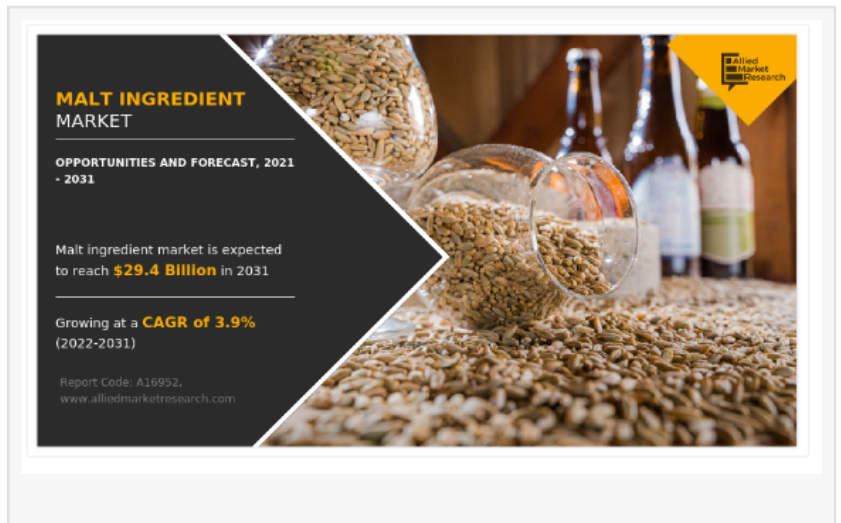 MALT INGREDIENT
MARKET
OPPORTUNITIES AND FORECAST, 2021
- 2031
Malt ingredient market is expected
to reach $29.4 Billion in 2031
Growing at a CAGR of 3.9%
(2022-2031)
Report Code: A16952,
www.alliedmarketresearch.com
Allied
Market
Research